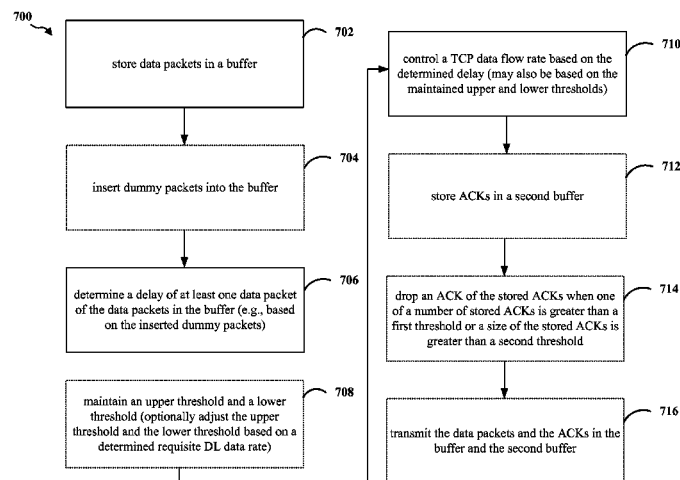 700
702
store data packets in a buffer
704
insert dummy packets into the buffer
706
determine a delay of at least one data packet
of the data packets in the buffer (e.g., based
on the inserted dummy packets)
708
maintain an upper threshold and a lower
threshold (optionally adjust the upper
threshold and the lower threshold based on a
determined requisite DL data rate)
710
control a TCP data flow rate based on the
determined delay (may also be based on the
maintained upper and lower thresholds)
712
store ACKs in a second buffer
714
drop an ACK of the stored ACKs when one
of a number of stored ACKs is greater than a
first threshold or a size of the stored ACKs is
greater than a second threshold
716
transmit the data packets and the ACKs in the
buffer and the second buffer